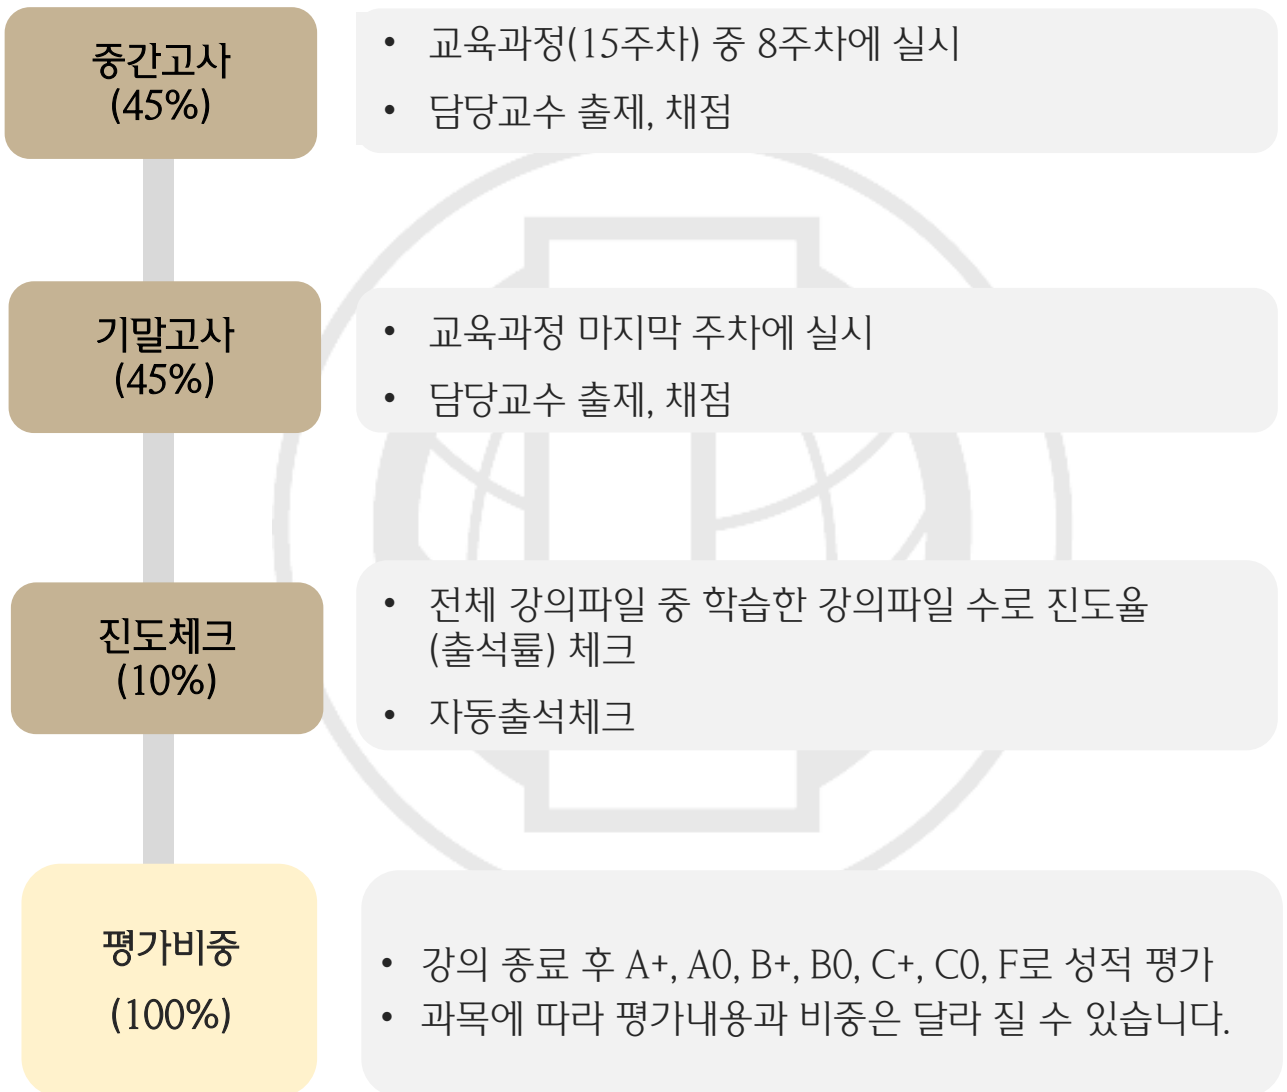 중간고사
(45%)
• 교육과정(15주차) 중 8주차에 실시
• 담당교수 출제, 채점
기말고사
(45%)
• 교육과정 마지막 주차에 실시
• 담당교수 출제, 채점
진도체크
(10%)
• 전체 강의파일 중 학습한 강의파일 수로 진도율
(출석률) 체크
• 자동출석체크
평가비중
(100%)
• 강의 종료 후 A+, A0, B+, B0, C+, C0, F로 성적 평가
• 과목에 따라 평가내용과 비중은 달라 질 수 있습니다.